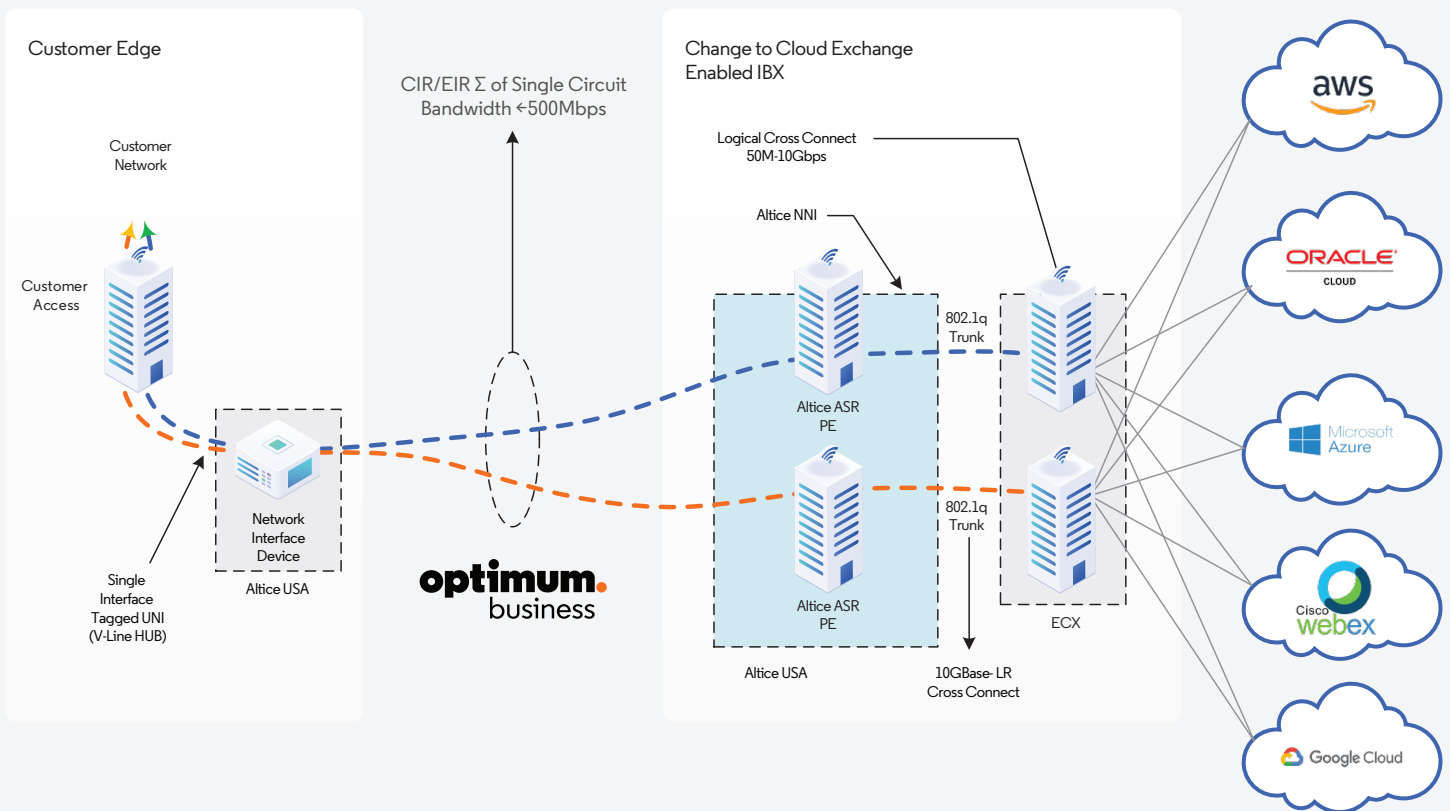 Customer Edge
Customer
Network
Customer
Access
Network
Interface
Device
Altice USA
Single
Interface
Tagged UNI
(V-Line HUB)
CIR/EIR Σ of Single Circuit
Bandwidth <500Mbps
optimum.
business
Change to Cloud Exchange
Enabled IBX
Logical Cross Connect
50M-10Gbps
Altice NNI
802.1q
Trunk
Altice ASR
PE
802.1q
Trunk
Altice ASR
PE
ECX
Altice USA
10GBase- LR
Cross Connect
aws
ORACLE®
CLOUD
Microsoft
Azure
Cisco
webex
Google Cloud